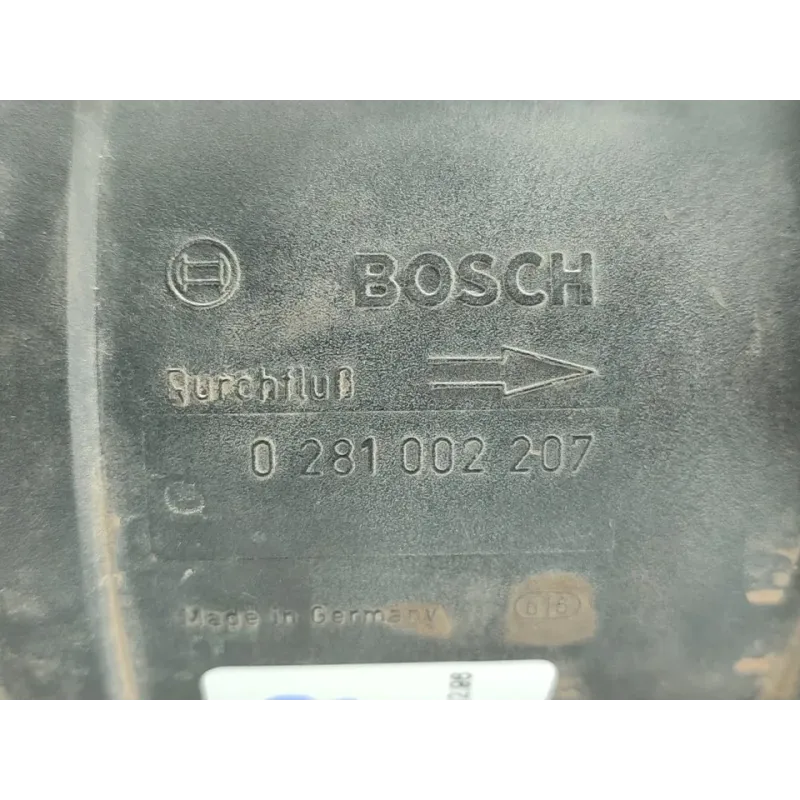 BOSCH
Durchfluß
0 281 002 207
Made in Germany